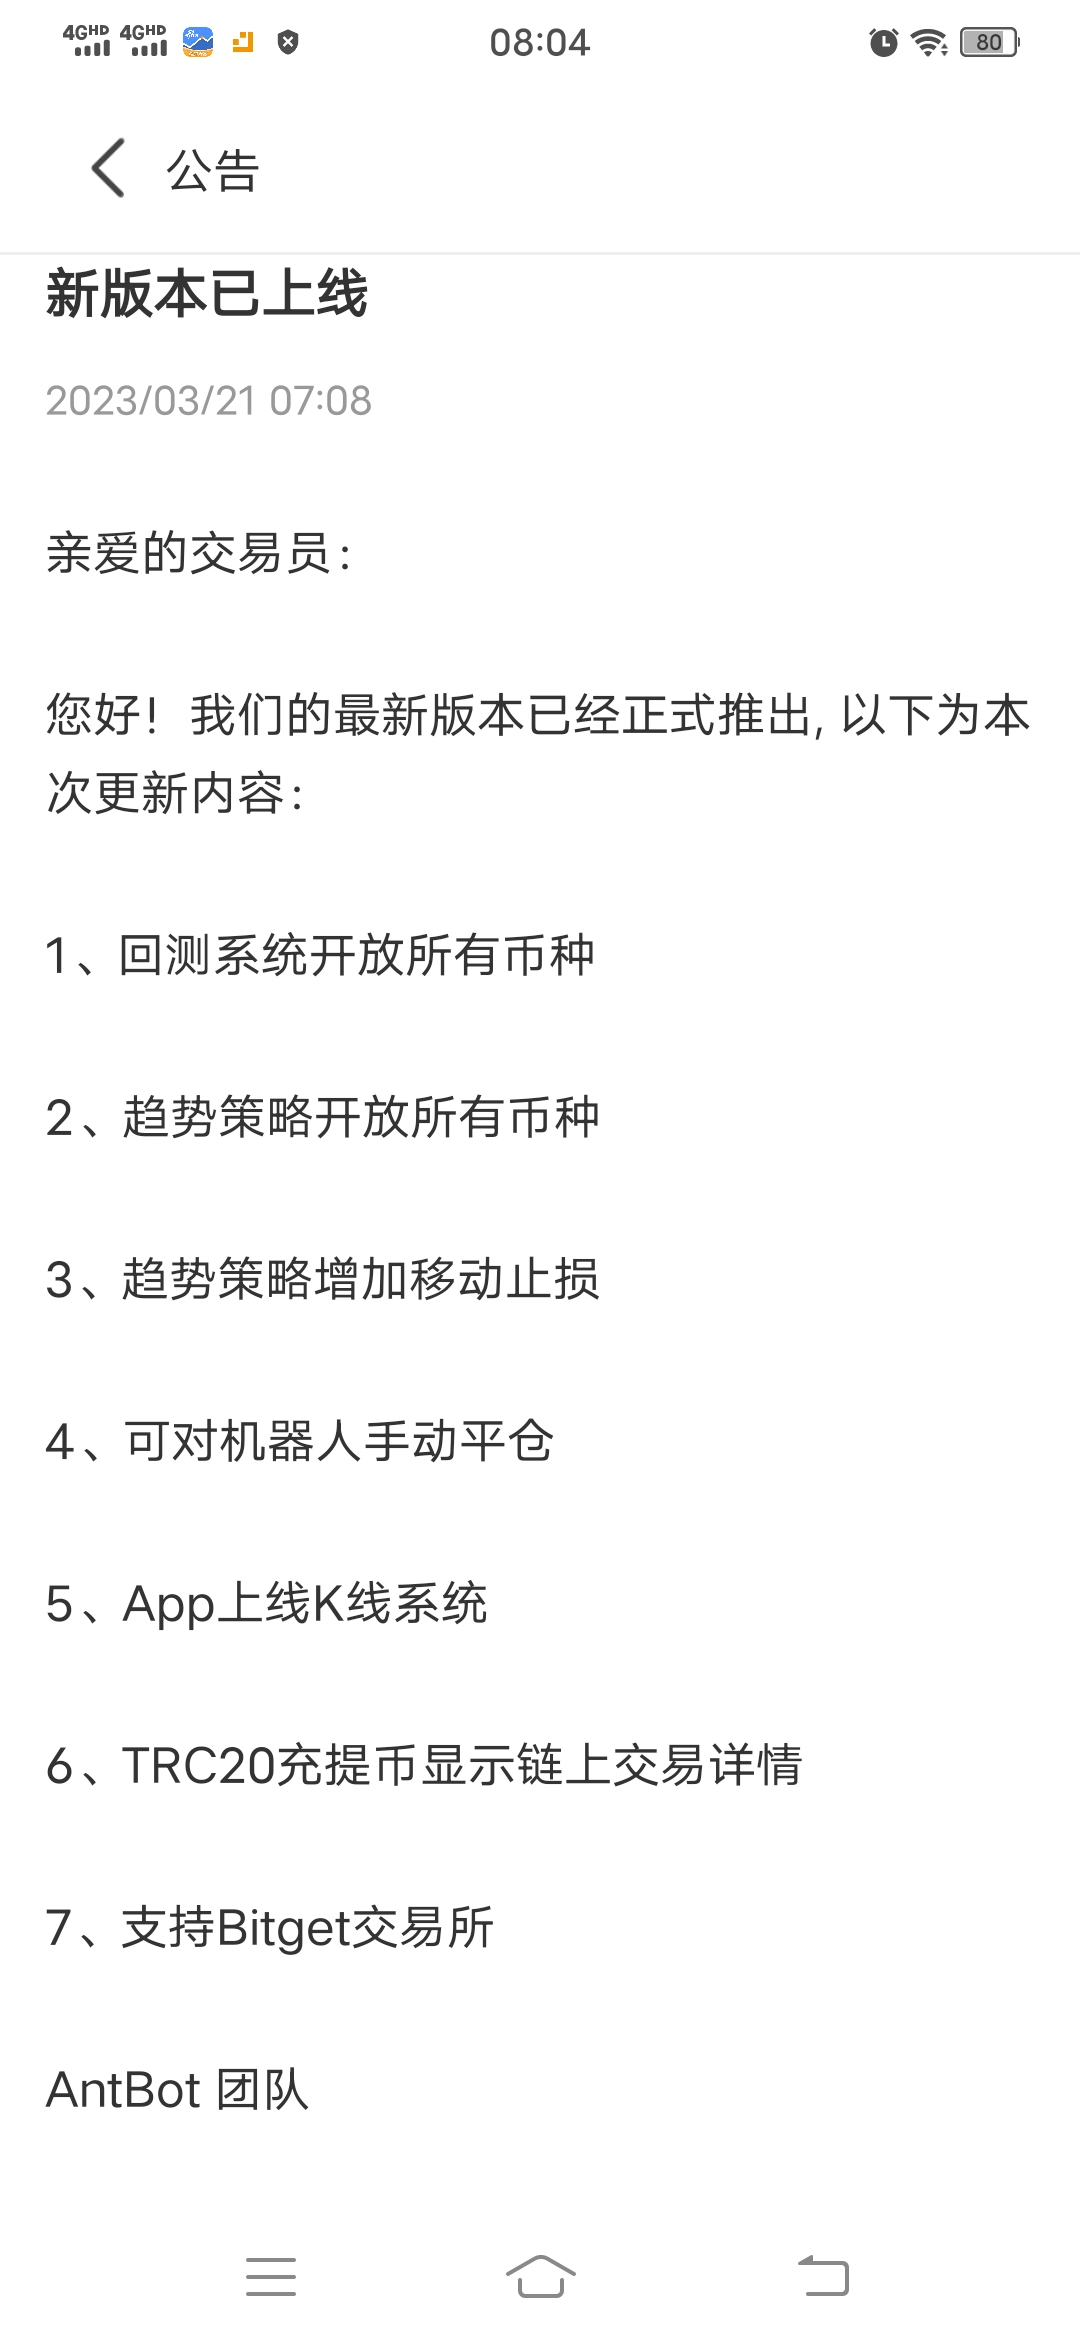 4GHD 4GHD 08:04 80
公告
新版本已上线
2023/03/21 07:08
亲爱的交易员：
您好！我们的最新版本已经正式推出, 以下为本
次更新内容：
1、回测系统开放所有币种
2、趋势策略开放所有币种
3、趋势策略增加移动止损
4、可对机器人手动平仓
5、App上线K线系统
6、TRC20充提币显示链上交易详情
7、支持Bitget交易所
AntBot 团队